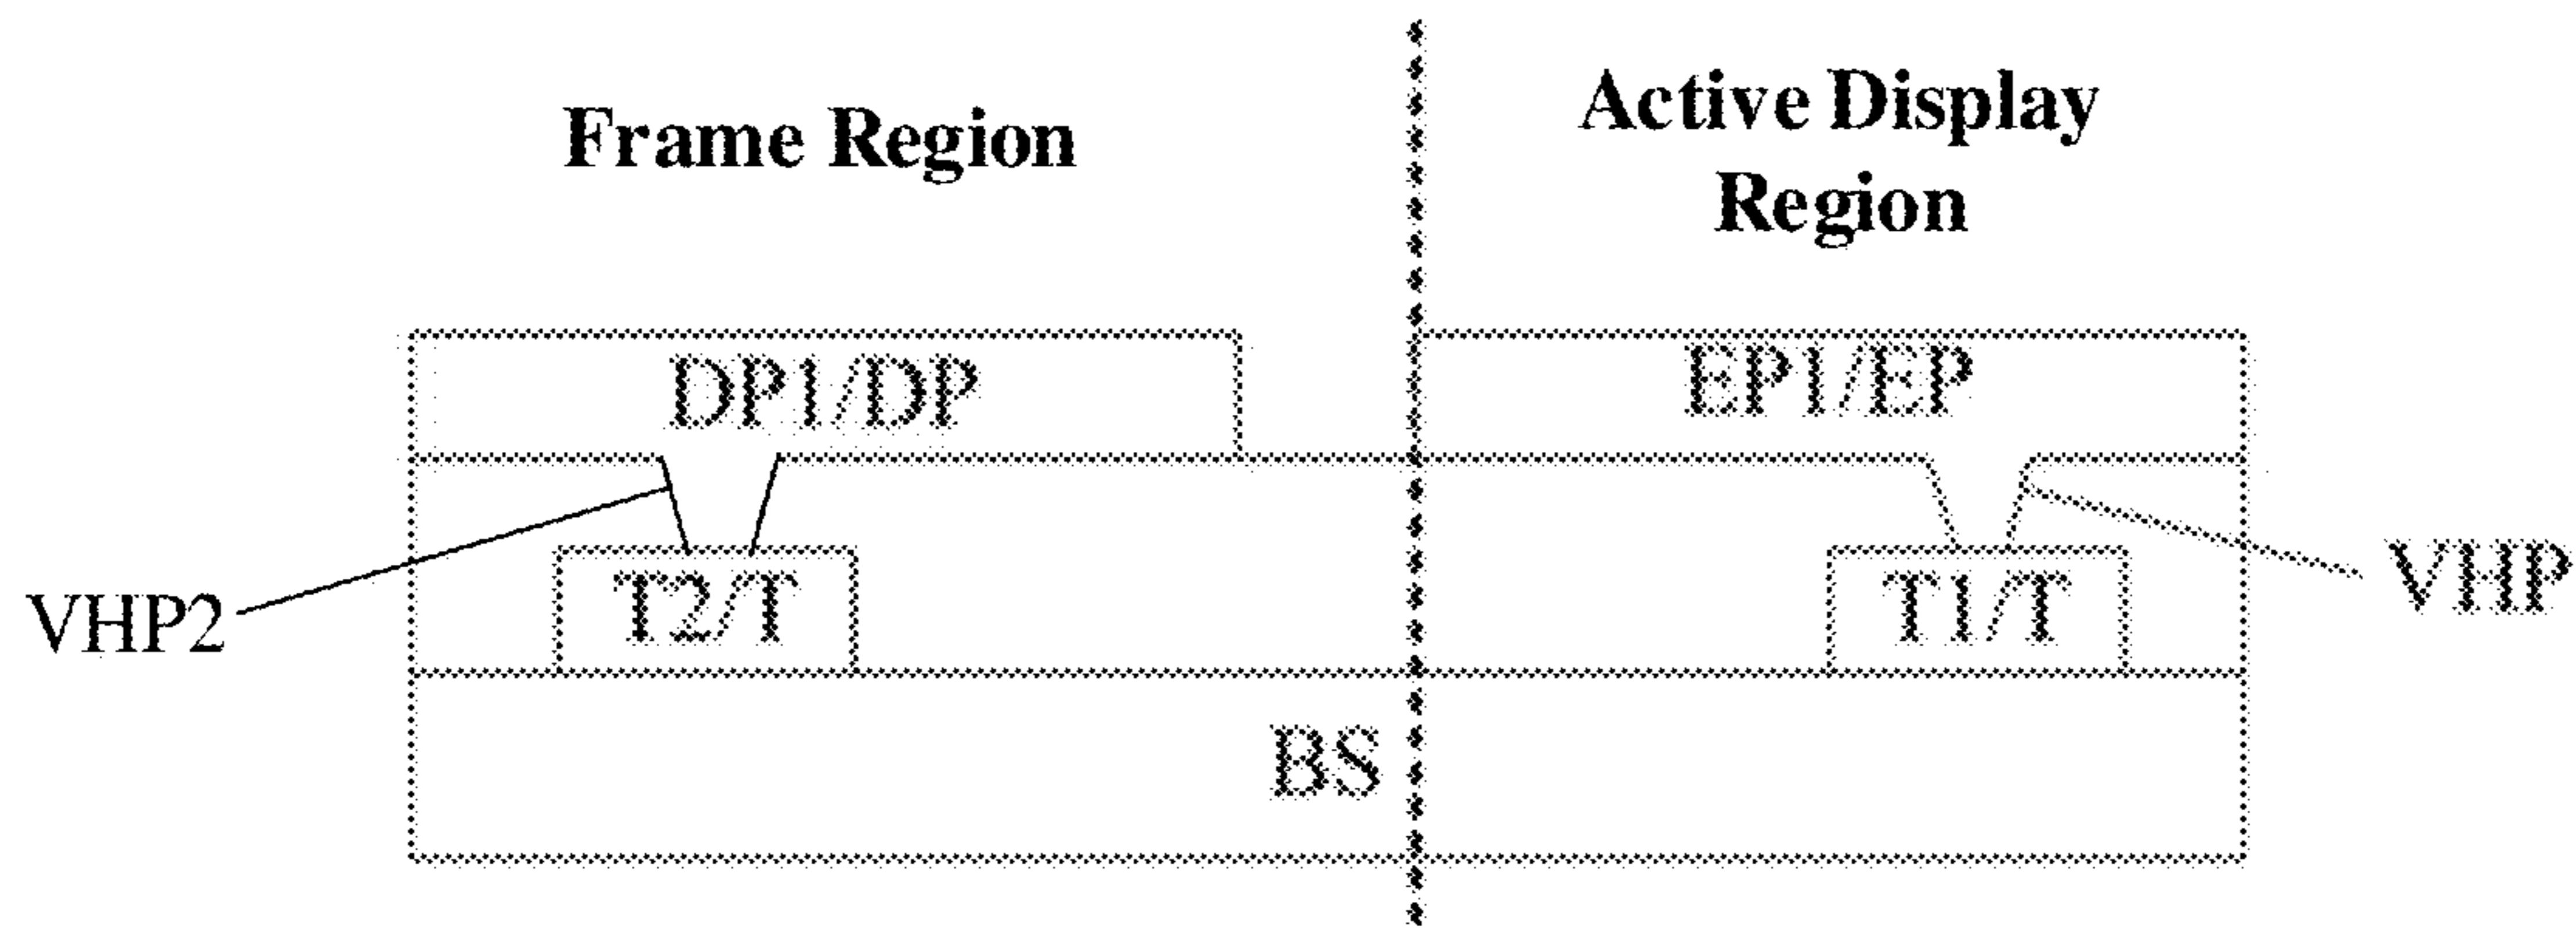 Frame Region
Active Display
Region
DP1/DP
EP1/EP
VHP2
T2/T
T1/T
VHP
BS